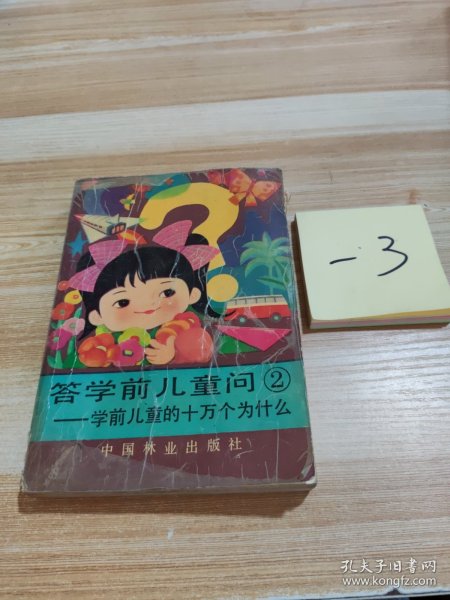 答学前儿童问②
——学前儿童的十万个为什么
中国林业出版社
一3
孔夫子旧书网
www.kongfz.com